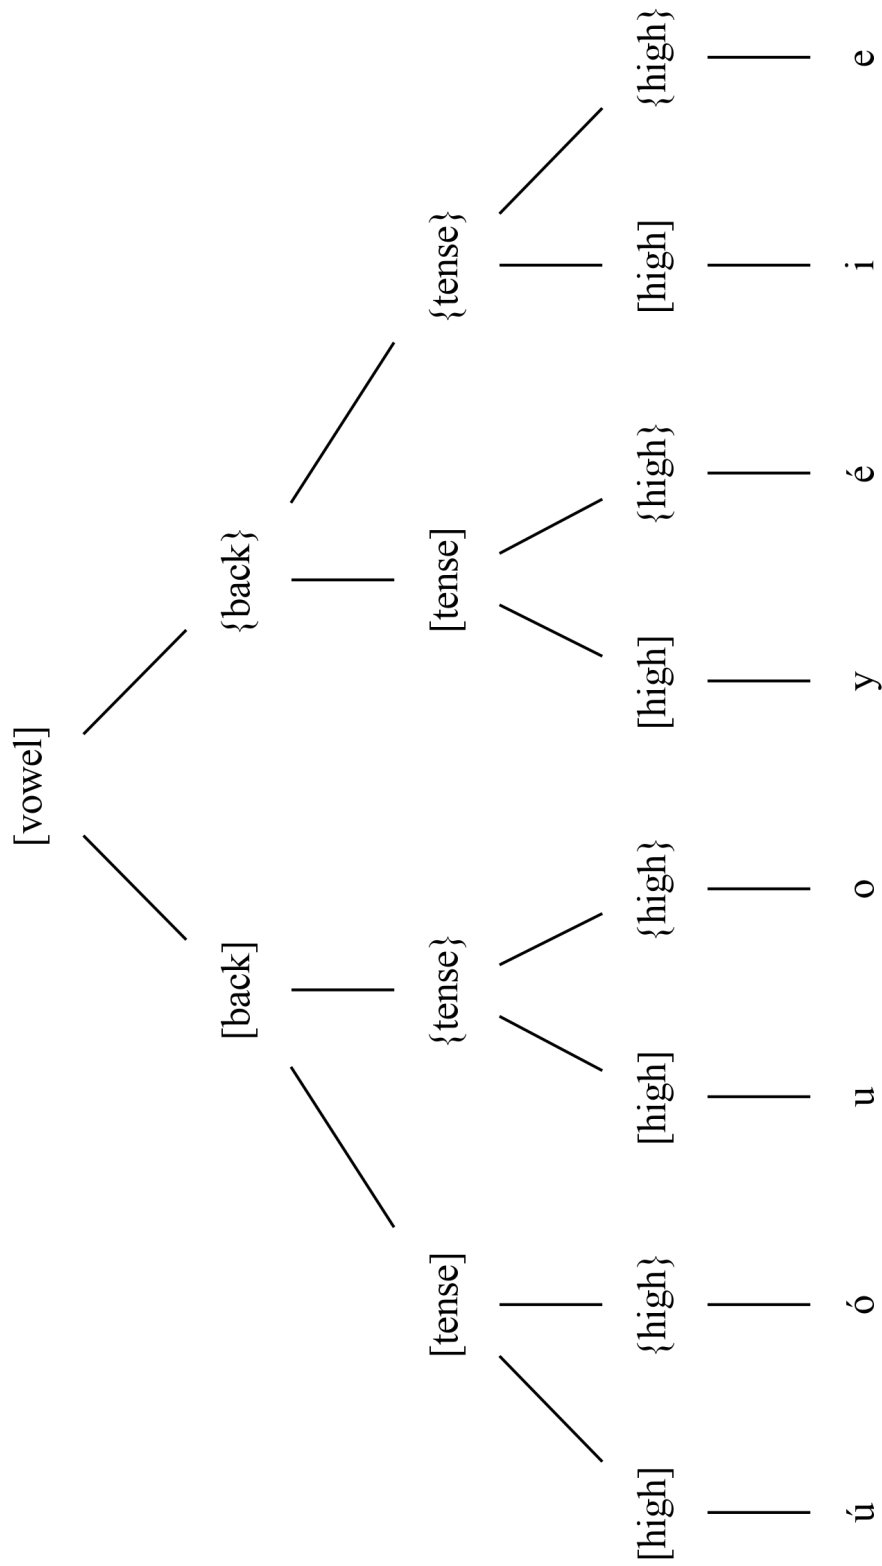 [vowel]
[back] {back}
[tense] {tense} [tense] {tense}
[high] {high} [high] {high} [high] {high} [high] {high}
ú ó u o y é i e